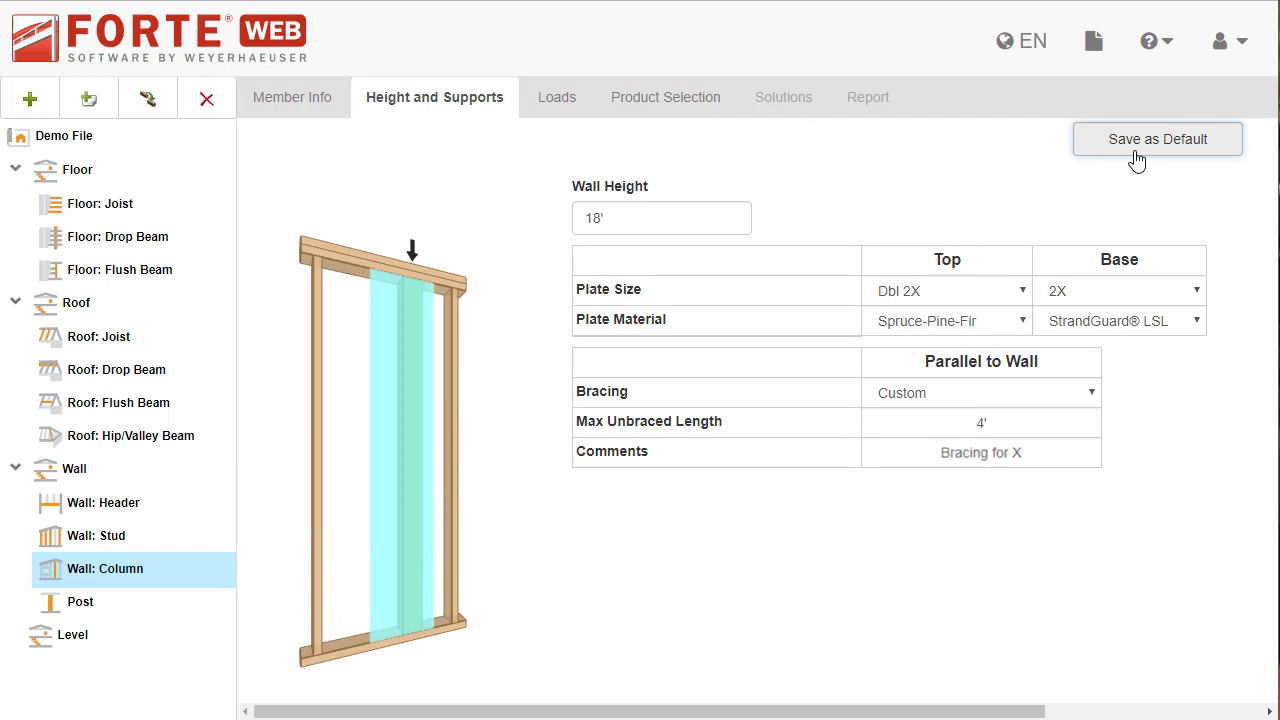 FORTE® WEB
SOFTWARE BY WEYERHAEUSER
EN
Member Info
Height and Supports
Loads
Product Selection
Solutions
Report
Demo File
Floor
Floor: Joist
Floor: Drop Beam
Floor: Flush Beam
Roof
Roof: Joist
Roof: Drop Beam
Roof: Flush Beam
Roof: Hip/Valley Beam
Wall
Wall: Header
Wall: Stud
Wall: Column
Post
Level
Save as Default
Wall Height
18'
Top Base
Plate Size Dbl 2X 2X
Plate Material Spruce-Pine-Fir StrandGuard® LSL
Parallel to Wall
Bracing Custom
Max Unbraced Length 4'
Comments Bracing for X